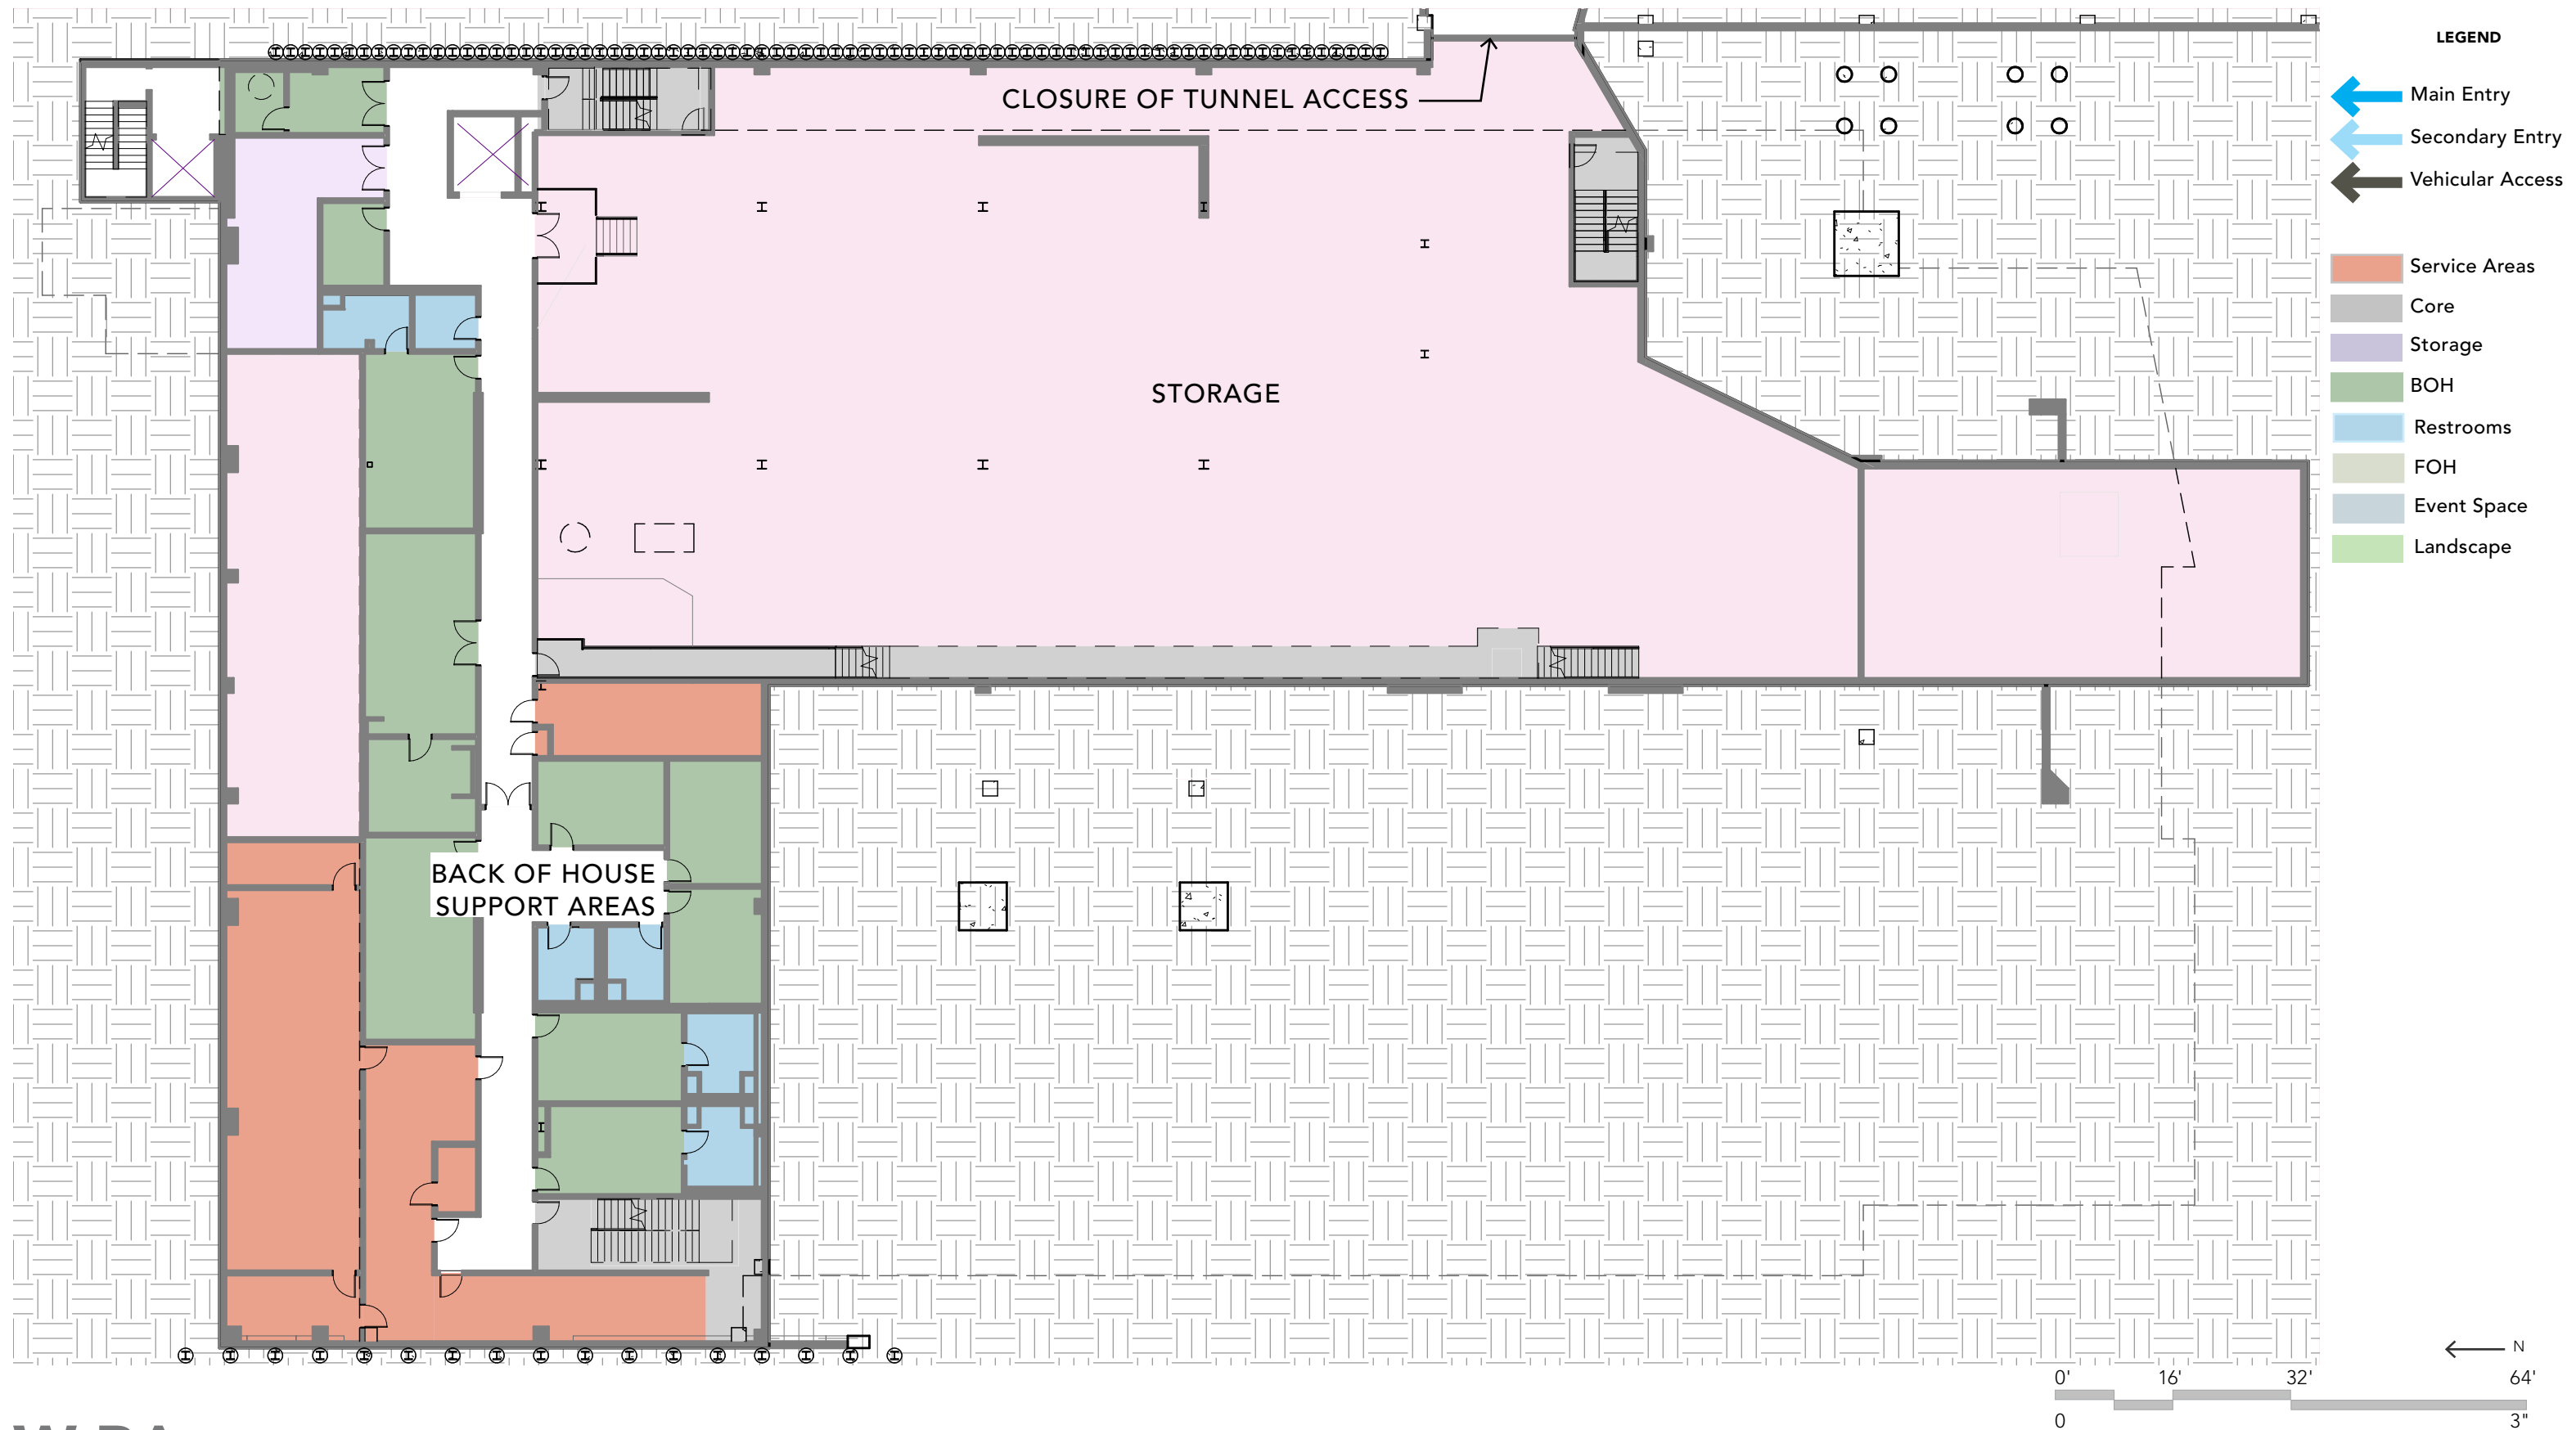 CLOSURE OF TUNNEL ACCESS
STORAGE
BACK OF HOUSE
SUPPORT AREAS
LEGEND
Main Entry
Secondary Entry
Vehicular Access
Service Areas
Core
Storage
BOH
Restrooms
FOH
Event Space
Landscape
N
0' 16' 32' 64'
0 3"